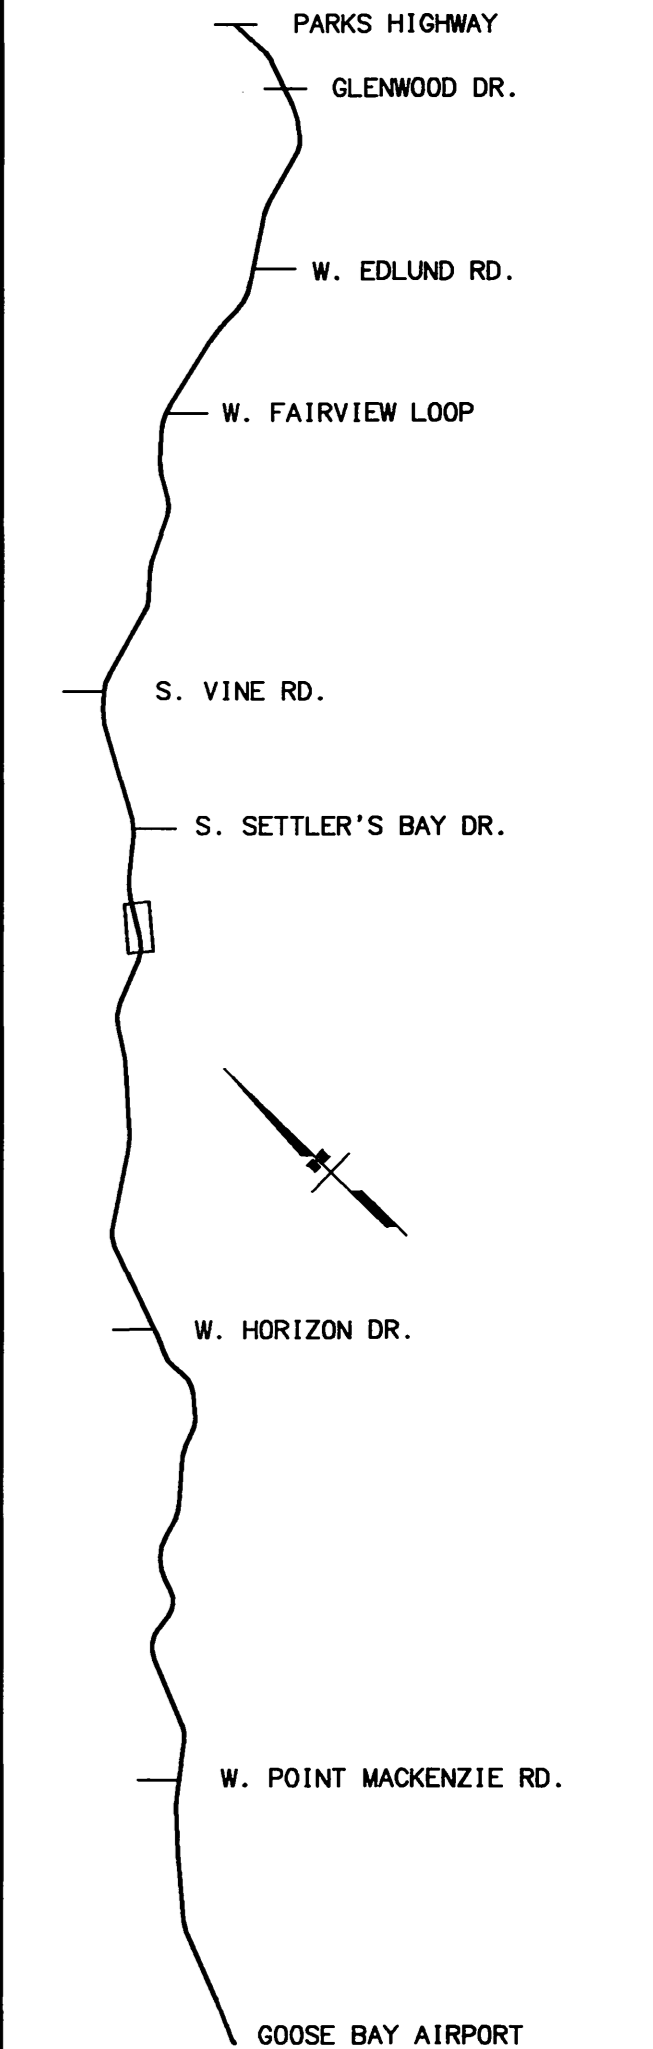 PARKS HIGHWAY
GLENWOOD DR.
W. EDLUND RD.
W. FAIRVIEW LOOP
S. VINE RD.
S. SETTLER'S BAY DR.
W. HORIZON DR.
W. POINT MACKENZIE RD.
GOOSE BAY AIRPORT